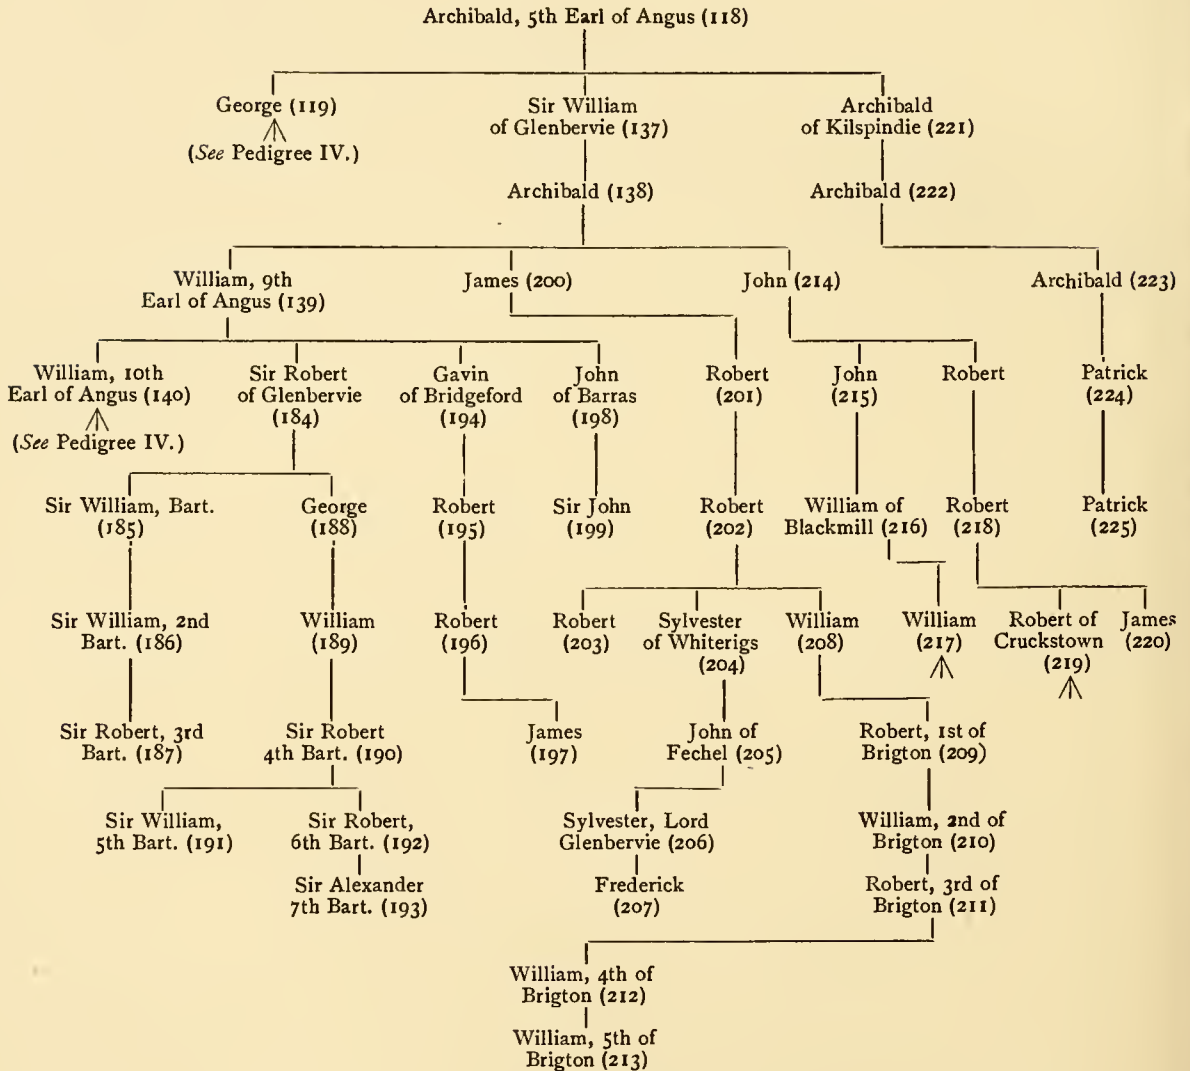 Archibald, 5th Earl of Angus (118)
George (119)
(See Pedigree IV.)
Sir William
of Glenbervie (137)
Archibald
of Kilspindie (221)
Archibald (138)
Archibald (222)
William, 9th
Earl of Angus (139)
James (200)
John (214)
Archibald (223)
William, 10th
Earl of Angus (140)
(See Pedigree IV.)
Sir Robert
of Glenbervie
(184)
Gavin
of Bridgeford
(194)
John
of Barras
(198)
Robert
(201)
John
(215)
Robert
Patrick
(224)
Sir William, Bart.
(185)
George
(188)
Robert
(195)
Sir John
(199)
Robert
(202)
William of
Blackmill (216)
Robert
(218)
Patrick
(225)
Sir William, 2nd
Bart. (186)
William
(189)
Robert
(196)
Robert
(203)
Sylvester
of Whiterigs
(204)
William
(208)
William
(217)
Robert of
Cruckstown
(219)
James
(220)
Sir Robert, 3rd
Bart. (187)
Sir Robert
4th Bart. (190)
James
(197)
John of
Fechel (205)
Robert, 1st of
Brigton (209)
Sir William,
5th Bart. (191)
Sir Robert,
6th Bart. (192)
Sylvester, Lord
Glenbervie (206)
William, 2nd of
Brigton (210)
Sir Alexander
7th Bart. (193)
Frederick
(207)
Robert, 3rd of
Brigton (211)
William, 4th of
Brigton (212)
William, 5th of
Brigton (213)